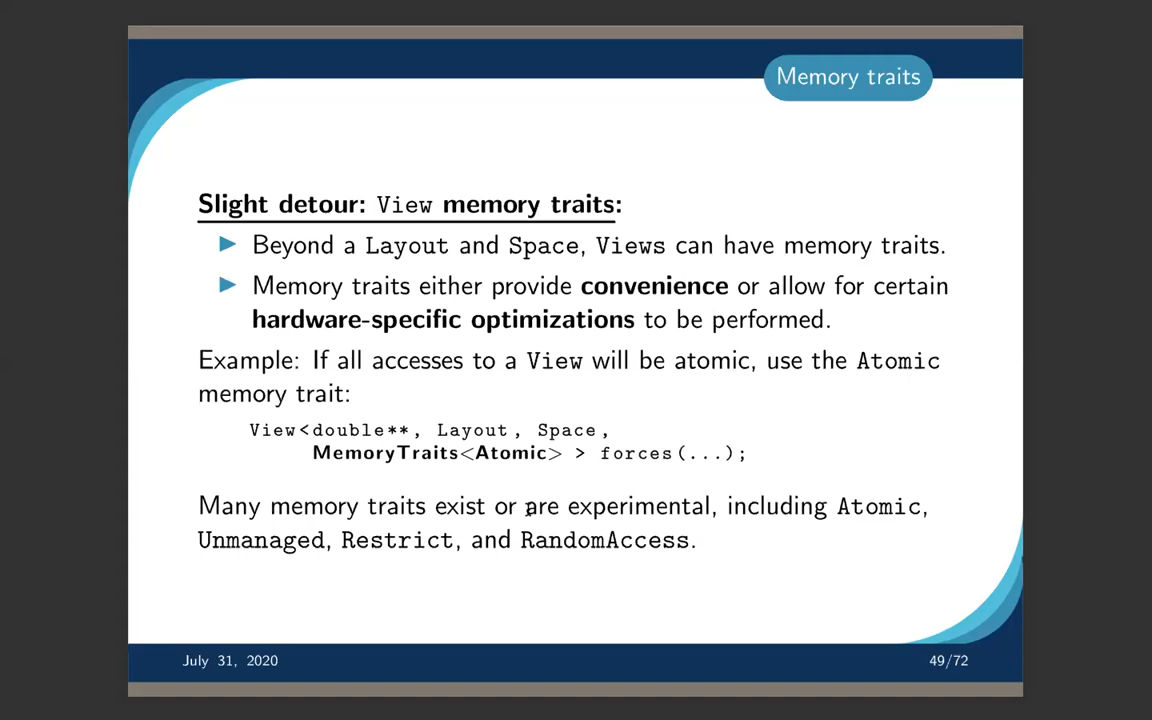 Memory traits
Slight detour: View memory traits:
Beyond a Layout and Space, Views can have memory traits.
Memory traits either provide convenience or allow for certain
hardware-specific optimizations to be performed.
Example: If all accesses to a View will be atomic, use the Atomic
memory trait:
View<double**, Layout, Space,
MemoryTraits<Atomic> > forces(...);
Many memory traits exist or are experimental, including Atomic,
Unmanaged, Restrict, and RandomAccess.
July 31, 2020
49/72